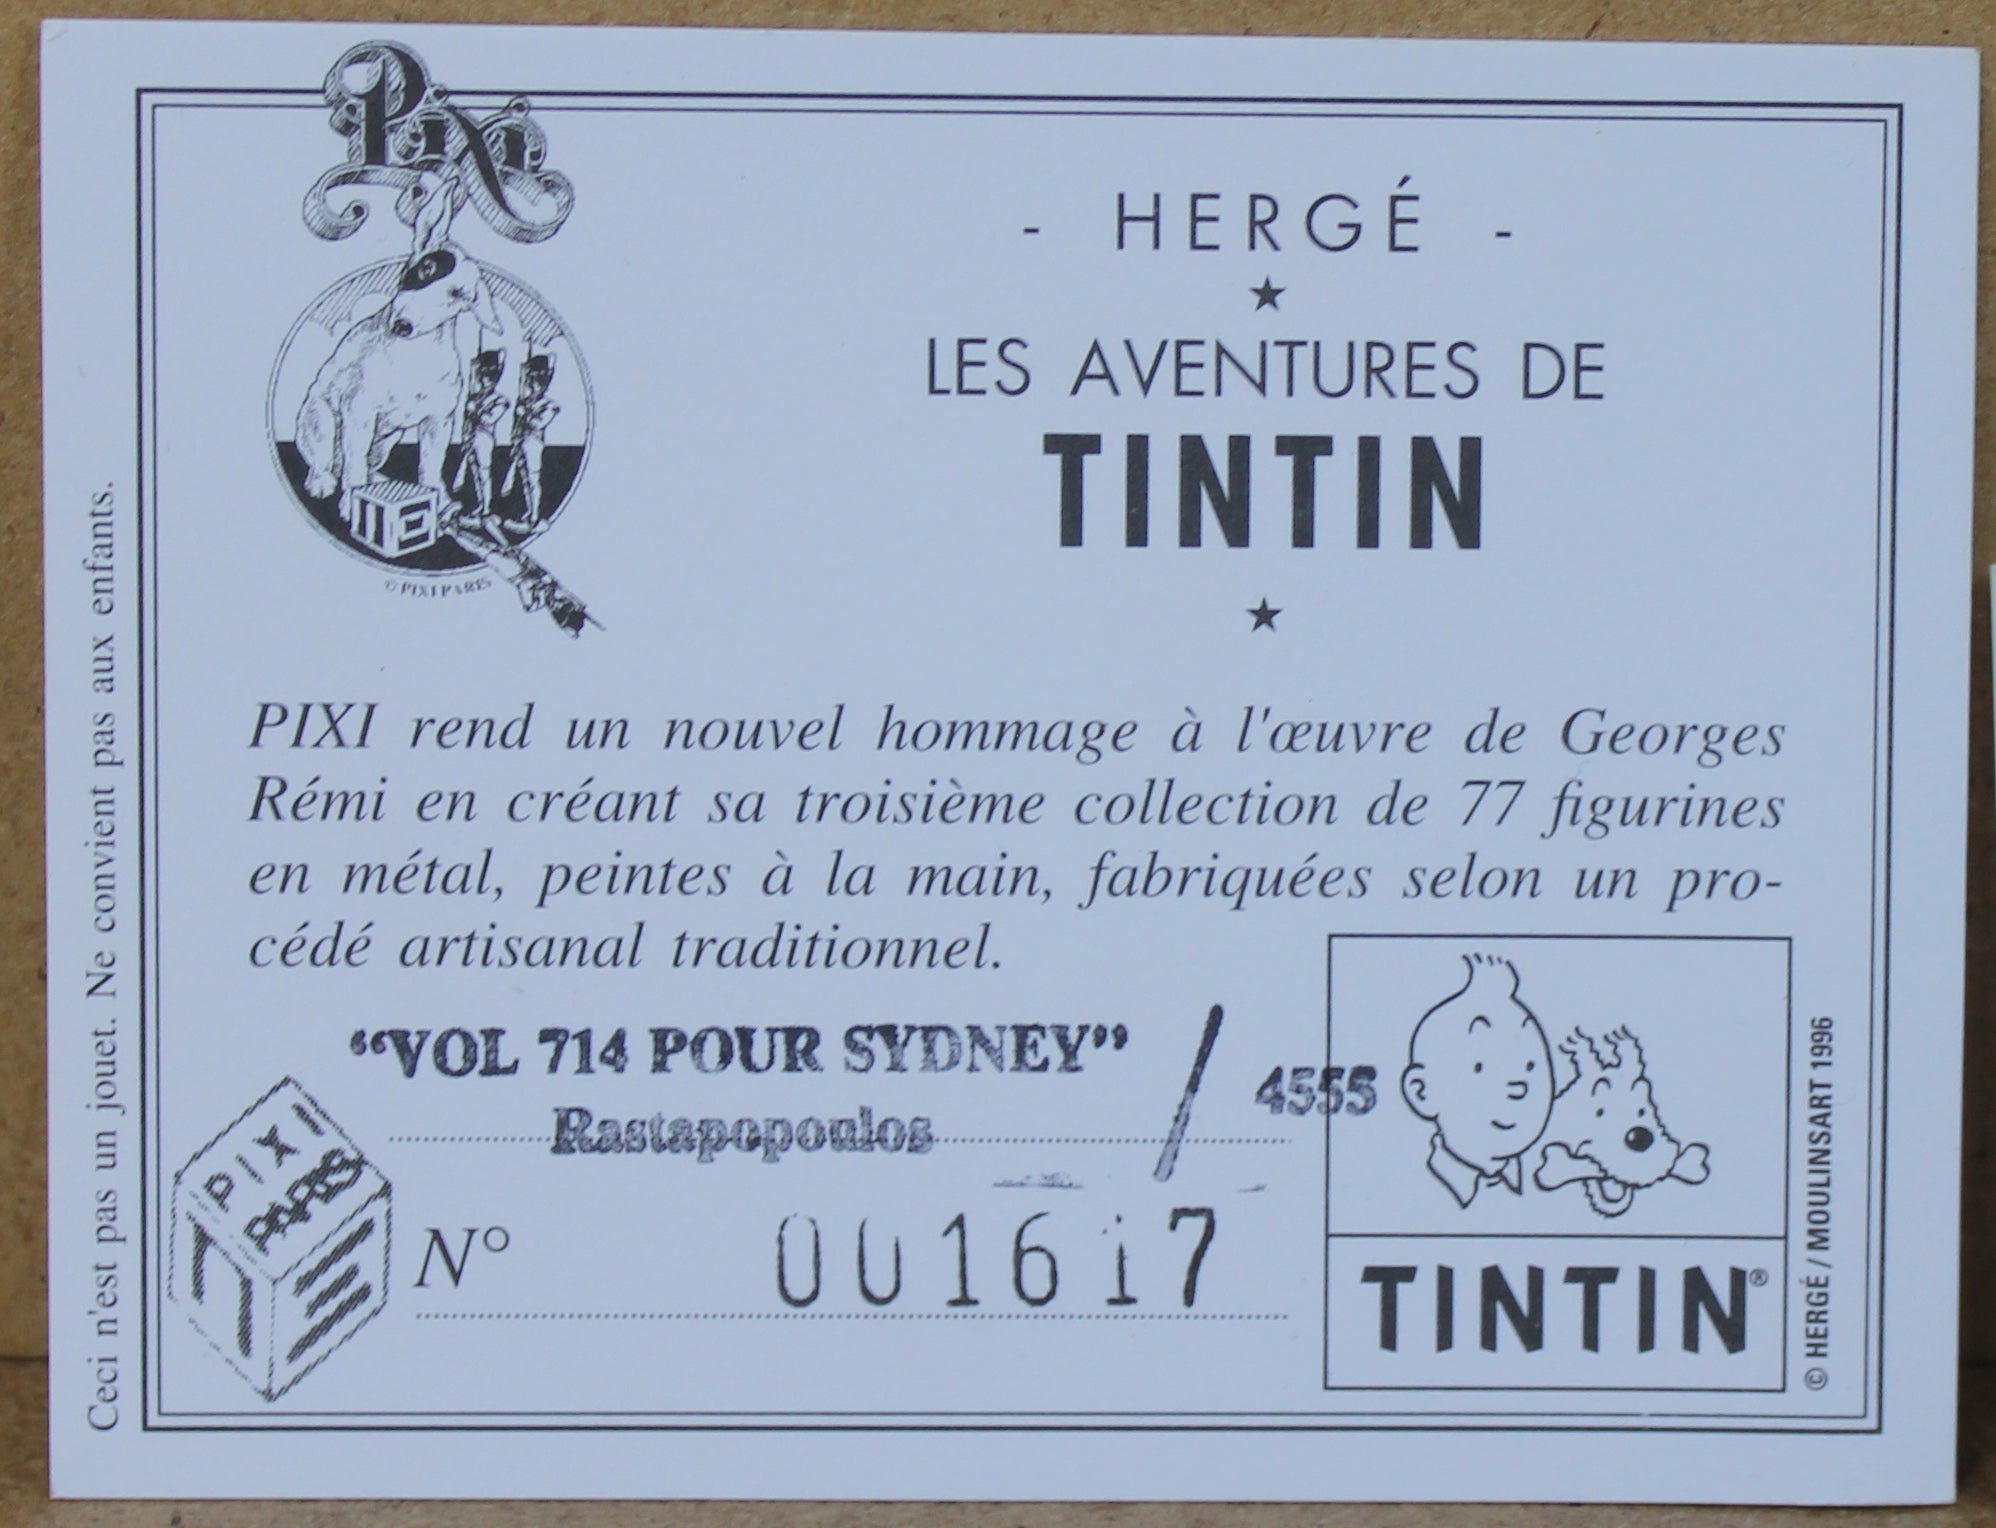 Pixi
© PIXI PARIS
- HERGÉ -
LES AVENTURES DE
TINTIN
PIXI rend un nouvel hommage à l'œuvre de Georges
Rémi en créant sa troisième collection de 77 figurines
en métal, peintes à la main, fabriquées selon un pro-
cédé artisanal traditionnel.
“VOL 714 POUR SYDNEY” /
4555
Rastapopoulos
PIXI
PARIS
N° 001617
TINTIN®
© HERGÉ / MOULINSART 1996
Ceci n'est pas un jouet. Ne convient pas aux enfants.